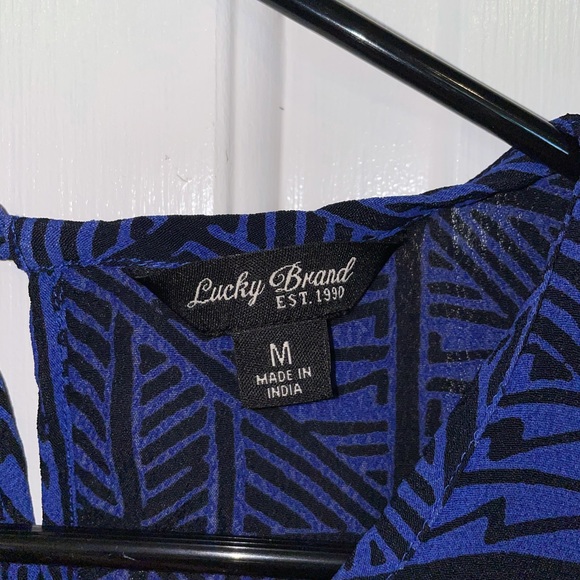 Lucky Brand
EST. 1990
M
MADE IN
INDIA